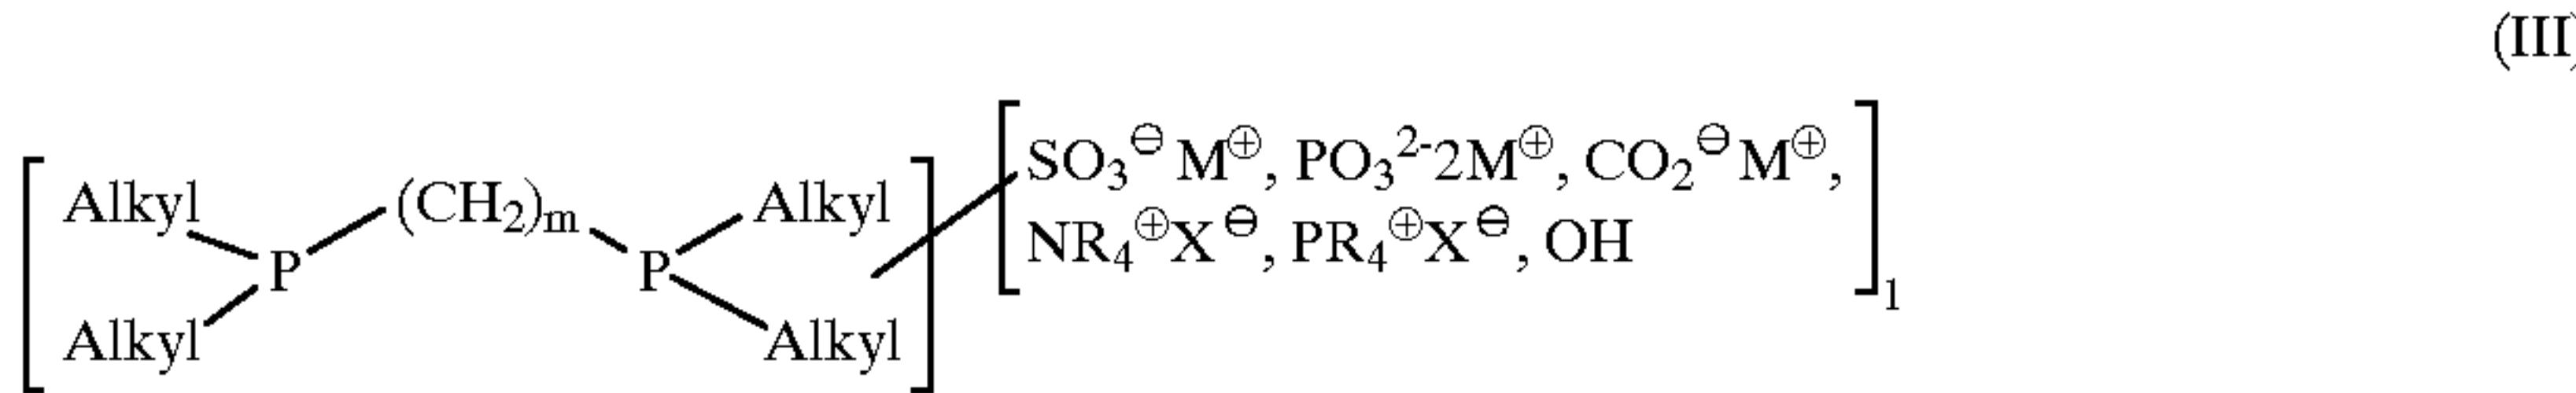 (III)
SO₃⊖M⊕, PO₃²⁻2M⊕, CO₂⊖M⊕,
Alkyl (CH₂)ₘ Alkyl
NR₄⊕X⊖, PR₄⊕X⊖, OH
P P
1
Alkyl Alkyl